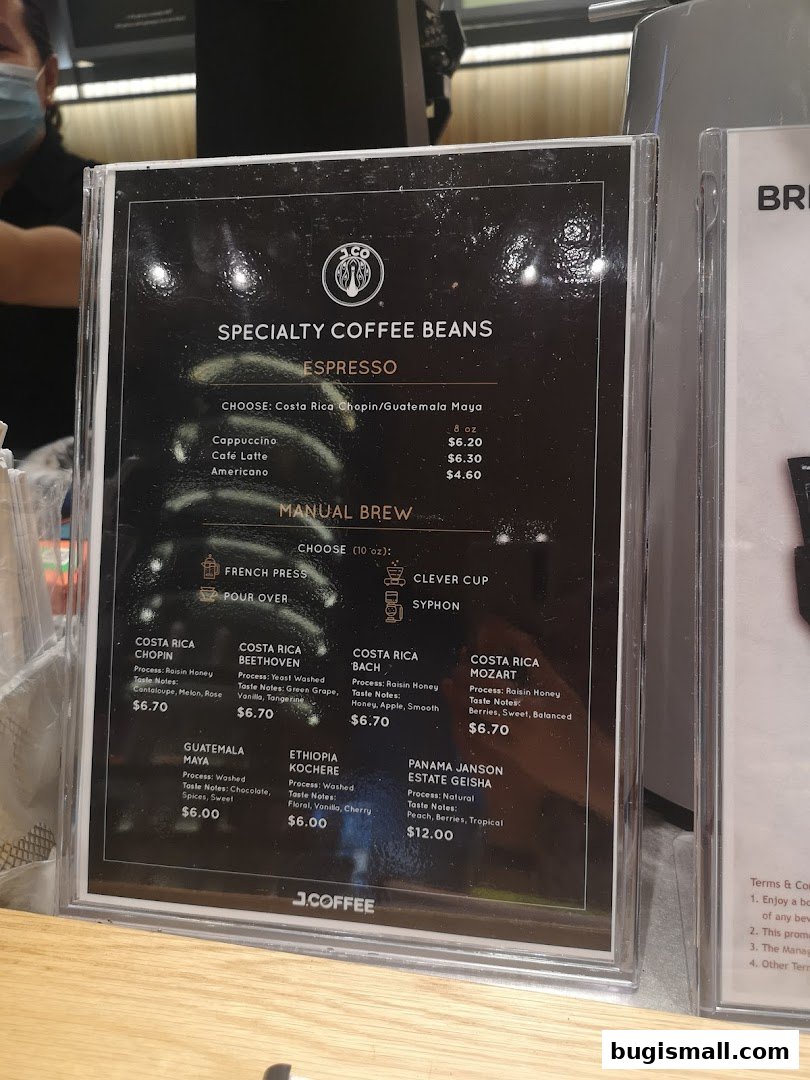 J.CO
SPECIALTY COFFEE BEANS
ESPRESSO
CHOOSE: Costa Rica Chopin/Guatemala Maya
8 oz
Cappuccino $6.20
Café Latte $6.30
Americano $4.60
MANUAL BREW
CHOOSE (10 oz):
FRENCH PRESS
CLEVER CUP
POUR OVER
SYPHON
COSTA RICA
CHOPIN
Process: Raisin Honey
Taste Notes:
Cantaloupe, Melon, Rose
$6.70
COSTA RICA
BEETHOVEN
Process: Yeast Washed
Taste Notes: Green Grape,
Vanilla, Tangerine
$6.70
COSTA RICA
BACH
Process: Raisin Honey
Taste Notes:
Honey, Apple, Smooth
$6.70
COSTA RICA
MOZART
Process: Raisin Honey
Taste Notes:
Berries, Sweet, Balanced
$6.70
GUATEMALA
MAYA
Process: Washed
Taste Notes: Chocolate,
Spices, Sweet
$6.00
ETHIOPIA
KOCHERE
Process: Washed
Taste Notes:
Floral, Vanilla, Cherry
$6.00
PANAMA JANSON
ESTATE GEISHA
Process: Natural
Taste Notes:
Peach, Berries, Tropical
$12.00
J.COFFEE
BR
Terms & Co
1. Enjoy a bo
of any bev
2. This prom
3. The Manag
4. Other Ter
bugismall.com